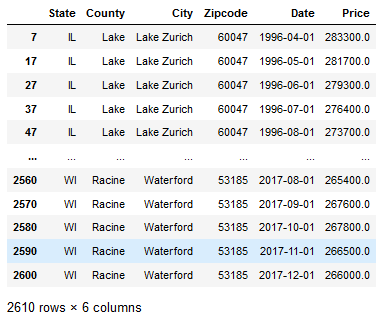 State County City Zipcode Date Price
7 IL Lake Lake Zurich 60047 1996-04-01 283300.0
17 IL Lake Lake Zurich 60047 1996-05-01 281700.0
27 IL Lake Lake Zurich 60047 1996-06-01 279300.0
37 IL Lake Lake Zurich 60047 1996-07-01 276400.0
47 IL Lake Lake Zurich 60047 1996-08-01 273700.0
... ... ... ... ... ... ...
2560 WI Racine Waterford 53185 2017-08-01 265400.0
2570 WI Racine Waterford 53185 2017-09-01 267600.0
2580 WI Racine Waterford 53185 2017-10-01 267800.0
2590 WI Racine Waterford 53185 2017-11-01 266500.0
2600 WI Racine Waterford 53185 2017-12-01 266000.0
2610 rows × 6 columns